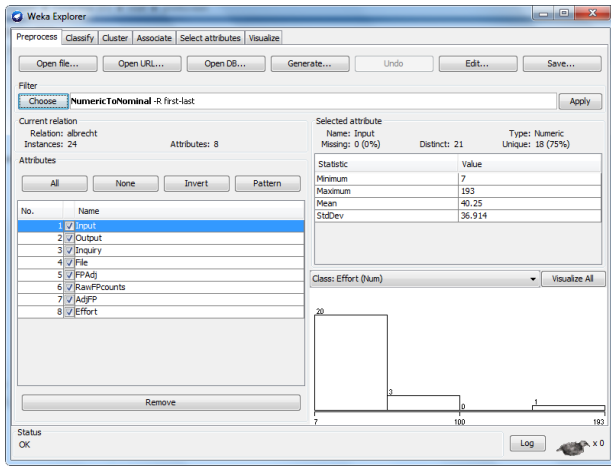 Weka Explorer
Preprocess Classify Cluster Associate Select attributes Visualize
Open file... Open URL... Open DB... Generate... Undo Edit... Save...
Filter
Choose NumericToNominal -R first-last Apply
Current relation
Relation: albrecht
Instances: 24 Attributes: 8
Attributes
All None Invert Pattern
No. Name
1 Input
2 Output
3 Inquiry
4 File
5 FPAdj
6 RawFPcounts
7 AdjFP
8 Effort
Remove
Selected attribute
Name: Input Type: Numeric
Missing: 0 (0%) Distinct: 21 Unique: 18 (75%)
Statistic Value
Minimum 7
Maximum 193
Mean 40.25
StdDev 36.914
Class: Effort (Num) Visualize All
20
3
0
1
7 100 193
Status
OK
Log x 0